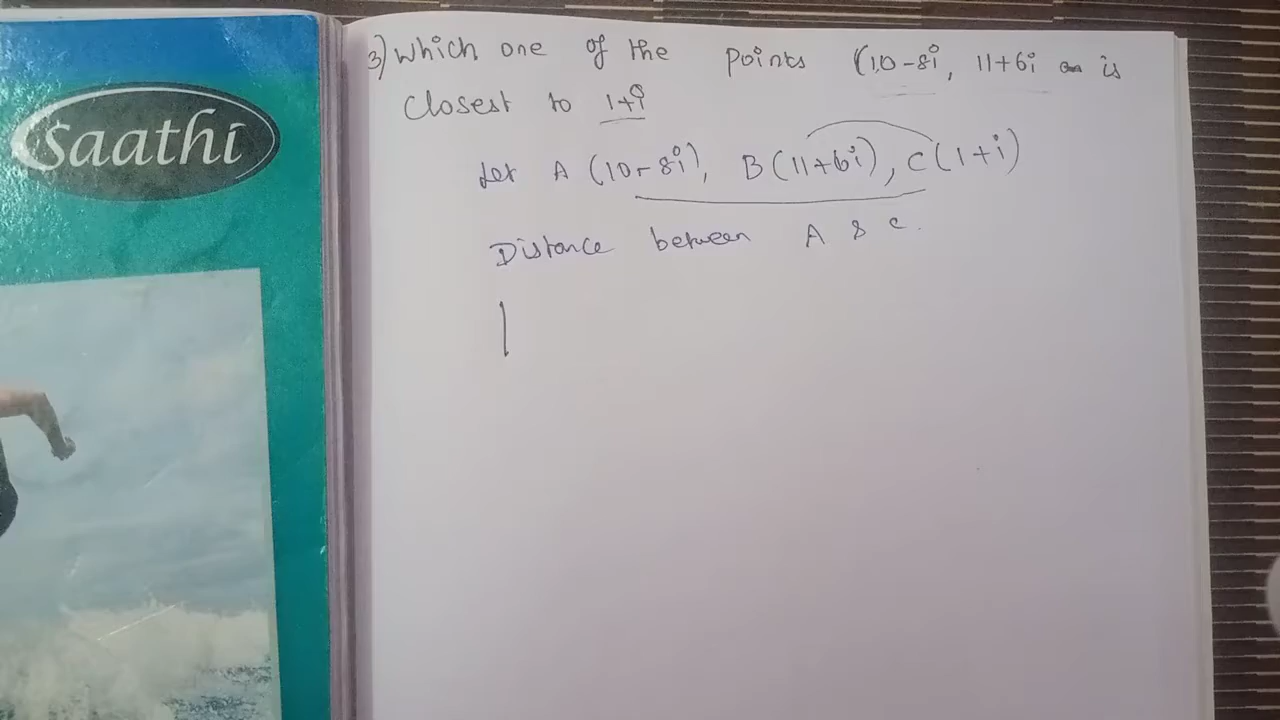 Saathi
3) Which one of the points (10-8i, 11+6i is
closest to 1+i
Let A (10-8i), B (11+6i), C (1+i)
Distance between A & C.
|